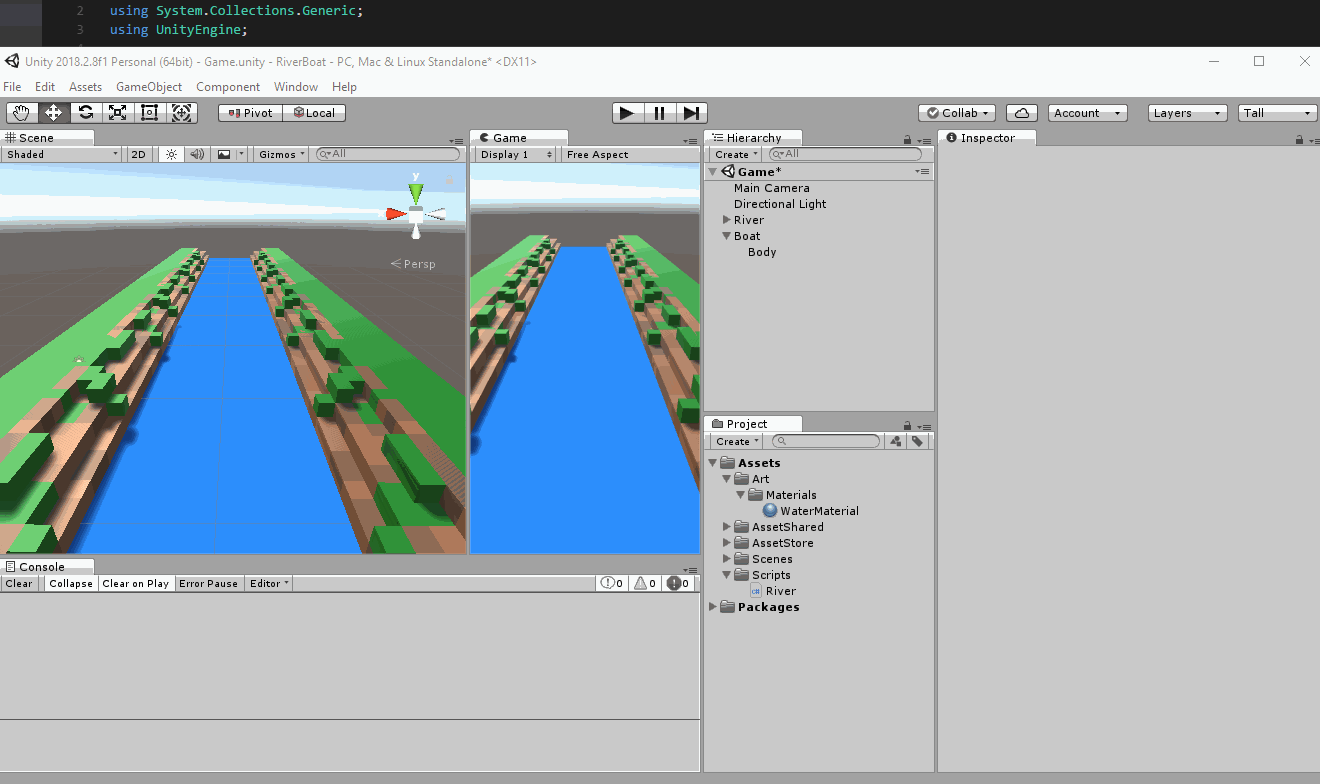 2 using System.Collections.Generic;
3 using UnityEngine;
Unity 2018.2.8f1 Personal (64bit) - Game.unity - RiverBoat - PC, Mac & Linux Standalone* <DX11>
File Edit Assets GameObject Component Window Help
Pivot Local Collab Account Layers Tall
Scene Game Hierarchy Inspector
Shaded 2D Gizmos All Display 1 Free Aspect Create All
Game*
Main Camera
Directional Light
River
Boat
Body
y
Persp
Project
Create
Assets
Art
Materials
WaterMaterial
AssetShared
AssetStore
Scenes
Scripts
River
Packages
Console
Clear Collapse Clear on Play Error Pause Editor 0 0 0